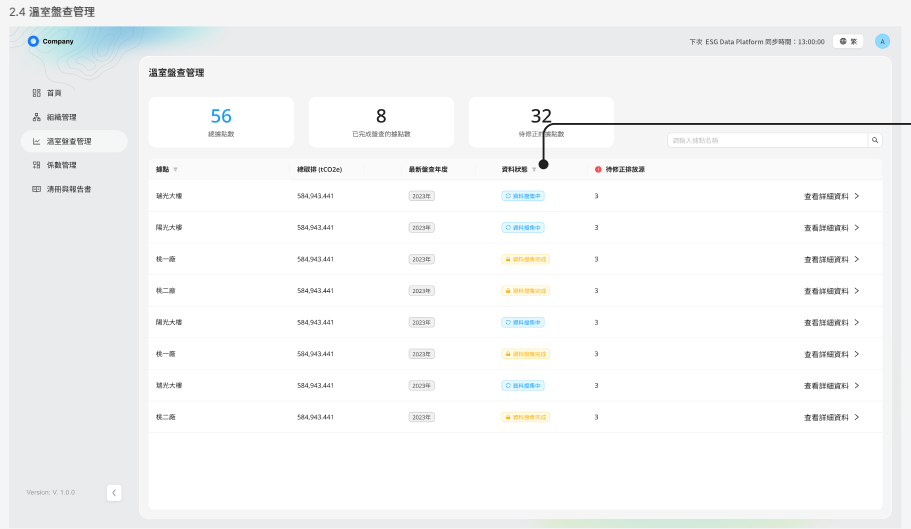 2.4 溫室盤查管理
Company
下次 ESG Data Platform 同步時間：13:00:00
繁
A
首頁
組織管理
溫室盤查管理
係數管理
清冊與報告書
Version: V. 1.0.0
溫室盤查管理
56
總據點數
8
已完成盤查的據點數
32
待修正的據點數
請輸入據點名稱
據點 總碳排 (tCO2e) 最新盤查年度 資料狀態 待修正排放源
瑞光大樓 584,943.441 2023年 資料搜集中 3 查看詳細資料
陽光大樓 584,943.441 2023年 資料搜集中 3 查看詳細資料
桃一廠 584,943.441 2023年 資料搜集完成 3 查看詳細資料
桃二廠 584,943.441 2023年 資料搜集完成 3 查看詳細資料
陽光大樓 584,943.441 2023年 資料搜集中 3 查看詳細資料
桃一廠 584,943.441 2023年 資料搜集完成 3 查看詳細資料
瑞光大樓 584,943.441 2023年 資料搜集中 3 查看詳細資料
桃二廠 584,943.441 2023年 資料搜集完成 3 查看詳細資料